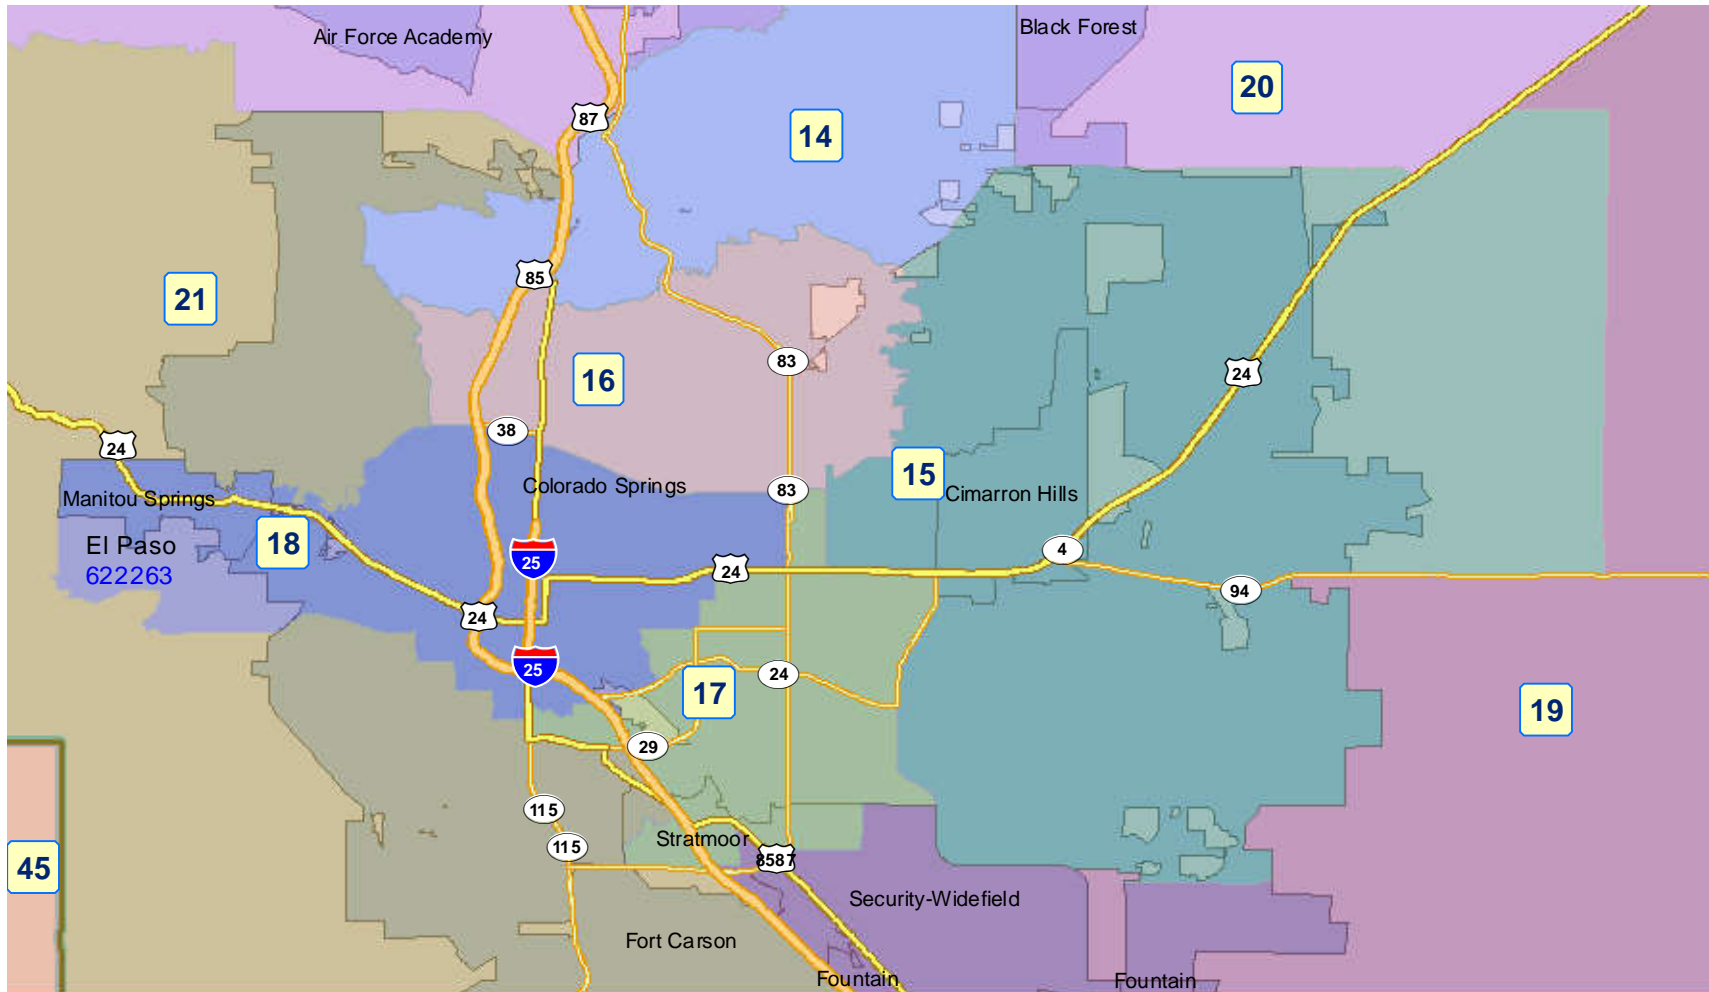 Air Force Academy
Black Forest
20
87
14
85
21
83
24
16
38
24
83
Colorado Springs
15
Cimarron Hills
Manitou Springs
18
El Paso
622263
25
4
24
94
24
25
24
17
19
29
115
115
Stratmoor
8587
45
Security-Widefield
Fort Carson
Fountain
Fountain